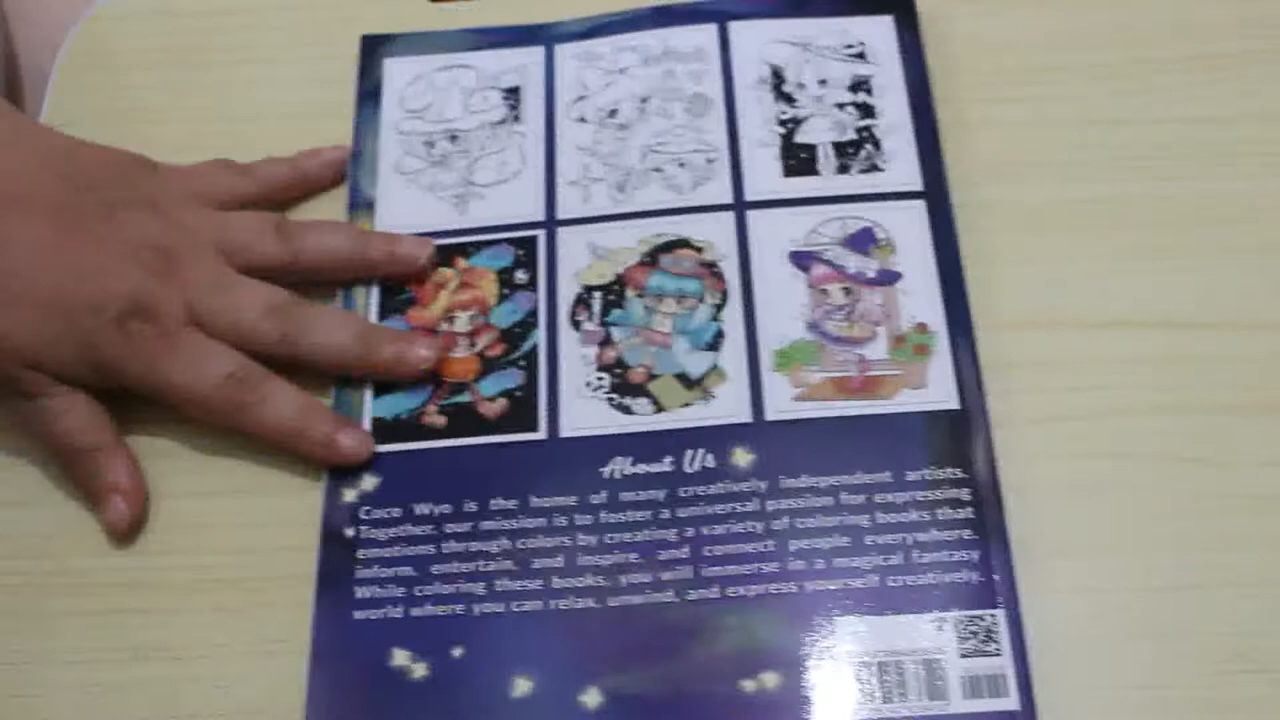 About Us
Coco Wyo is the home of many creatively independent artists.
Together, our mission is to foster a universal passion for expressing
emotions through colors by creating a variety of coloring books that
inform, entertain, and inspire, and connect people everywhere.
While coloring these books, you will immerse in a magical fantasy
world where you can relax, unwind, and express yourself creatively.